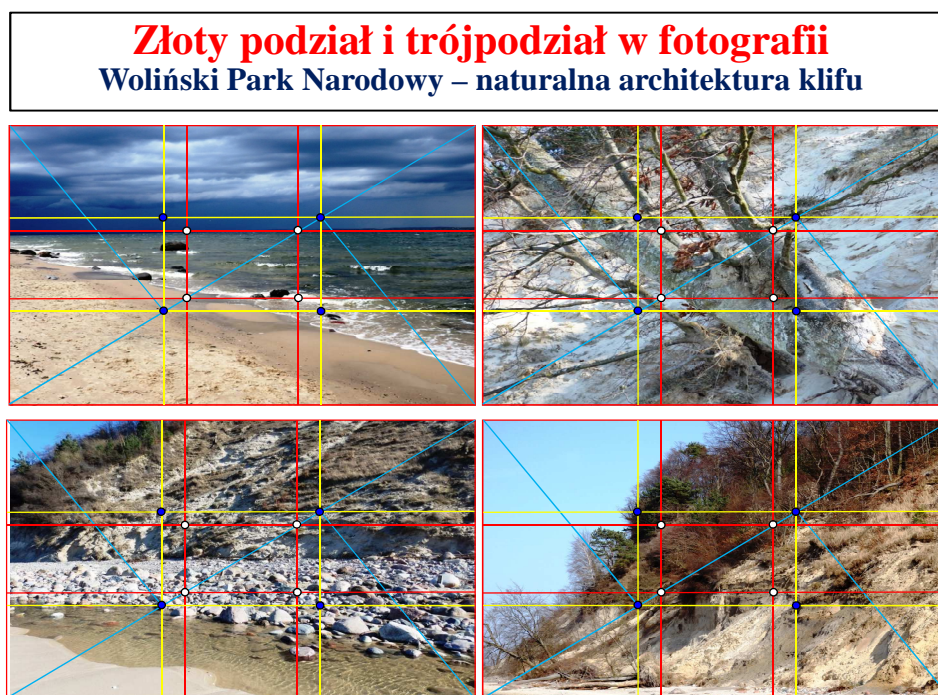 Złoty podział i trójpodział w fotografii
Woliński Park Narodowy – naturalna architektura klifu